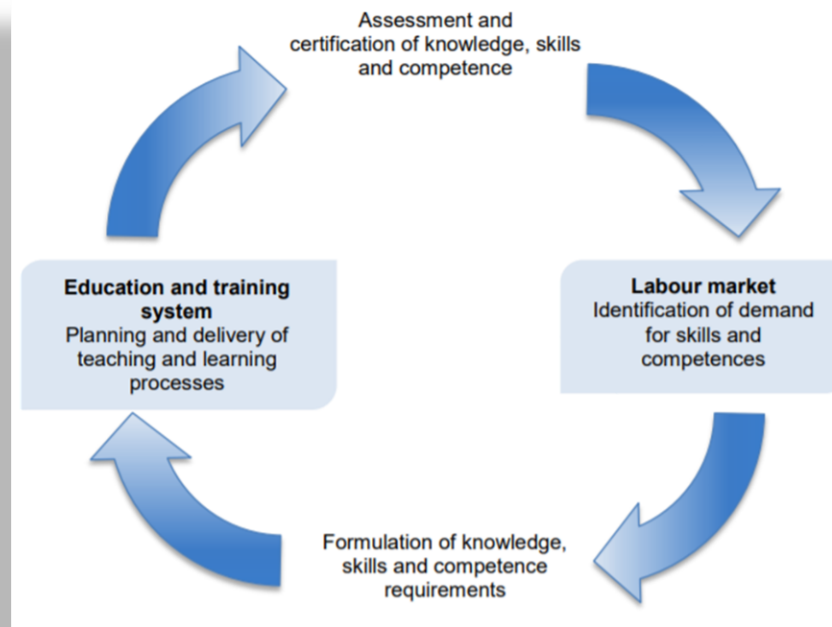 Assessment and
certification of knowledge, skills
and competence
Education and training
system
Planning and delivery of
teaching and learning
processes
Labour market
Identification of demand
for skills and
competences
Formulation of knowledge,
skills and competence
requirements